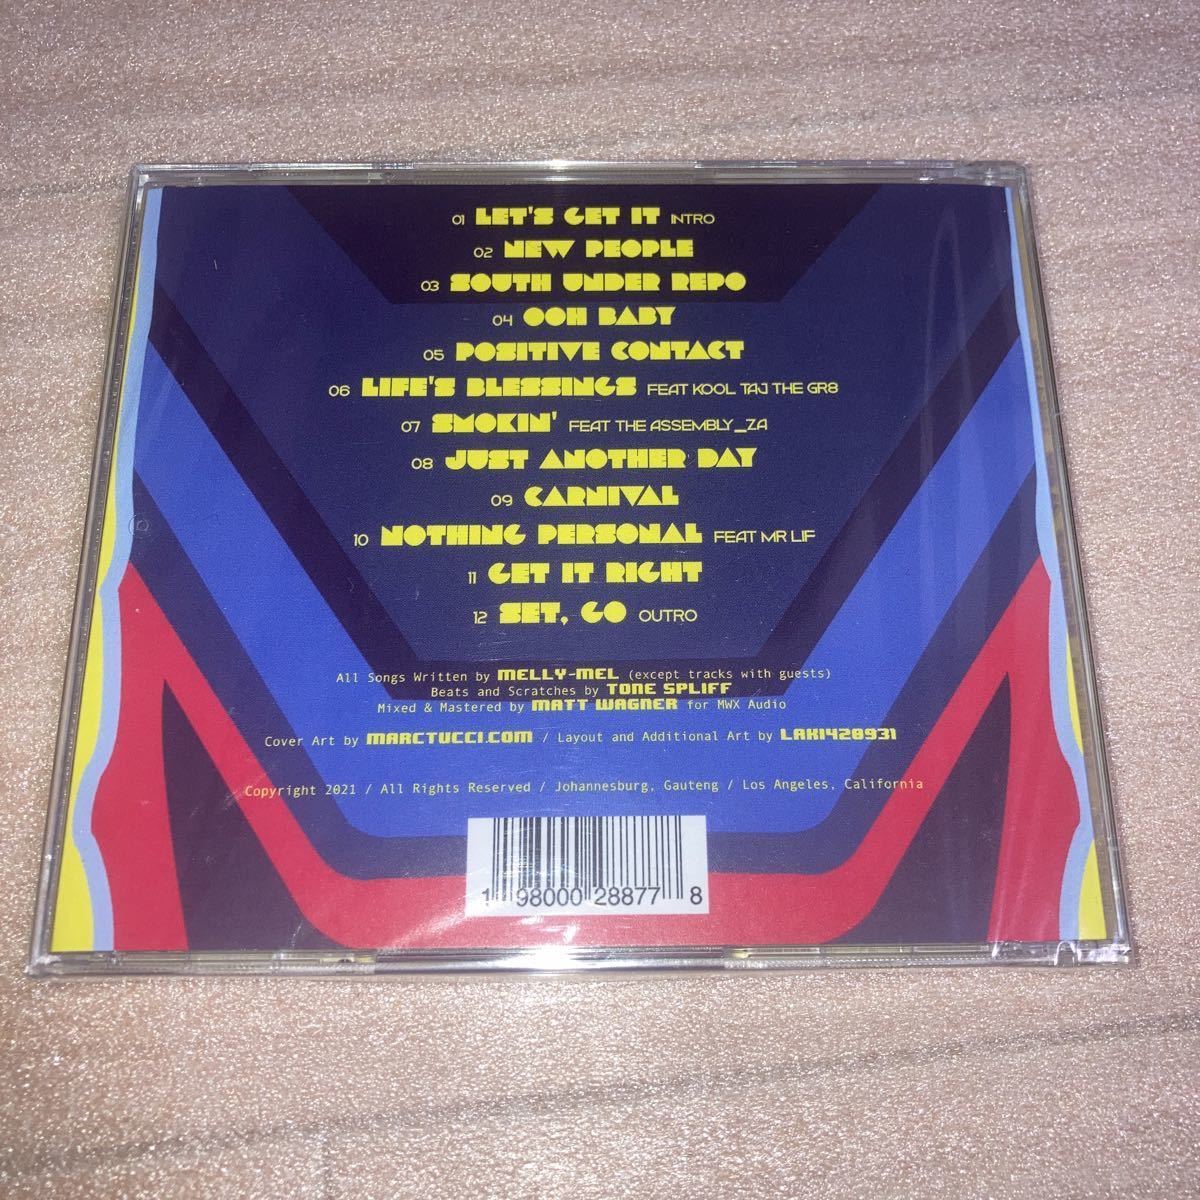 01 LET'S GET IT INTRO
02 NEW PEOPLE
03 SOUTH UNDER REPO
04 OOH BABY
05 POSITIVE CONTACT
06 LIFE'S BLESSINGS FEAT KOOL TAJ THE GR8
07 SMOKIN' FEAT THE ASSEMBLY_ZA
08 JUST ANOTHER DAY
09 CARNIVAL
10 NOTHING PERSONAL FEAT MR LIF
11 GET IT RIGHT
12 SET, GO OUTRO
All Songs Written by MELLY-MEL (except tracks with guests)
Beats and Scratches by TONE SPLIFF
Mixed & Mastered by MATT WAGNER for MWX Audio
Cover Art by MARCTUCCI.COM / Layout and Additional Art by LAKI420931
Copyright 2021 / All Rights Reserved / Johannesburg, Gauteng / Los Angeles, California
1 98000 28877 8